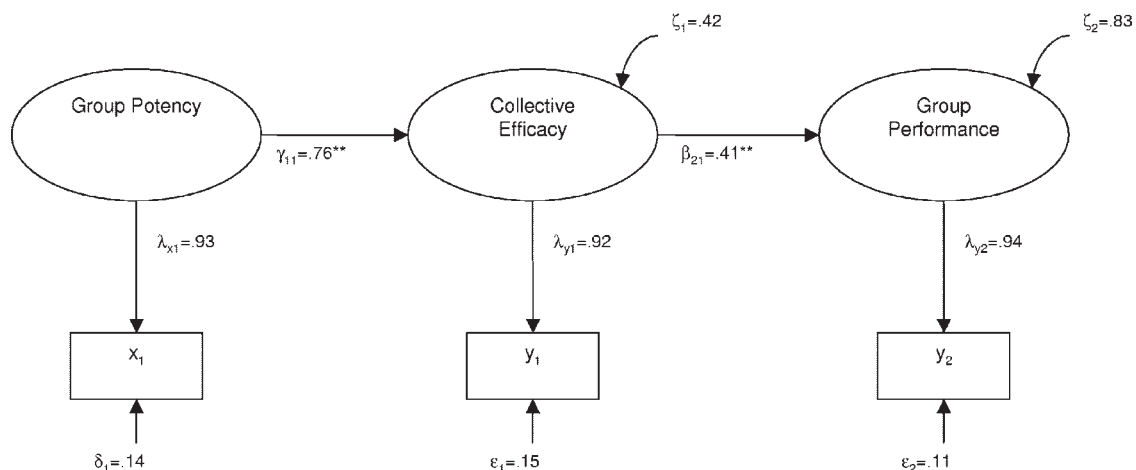 ζ₁=.42
ζ₂=.83
Group Potency
Collective
Efficacy
Group
Performance
γ₁₁=.76**
β₂₁=.41**
λₓ₁=.93
λy₁=.92
λy₂=.94
x₁
y₁
y₂
δ₁=.14
ε₁=.15
ε₂=.11